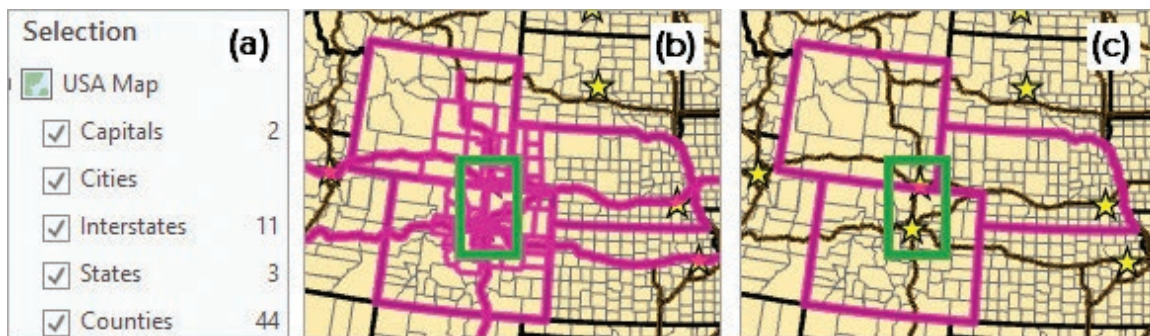 Selection (a)
USA Map
Capitals 2
Cities
Interstates 11
States 3
Counties 44
(b)
(c)